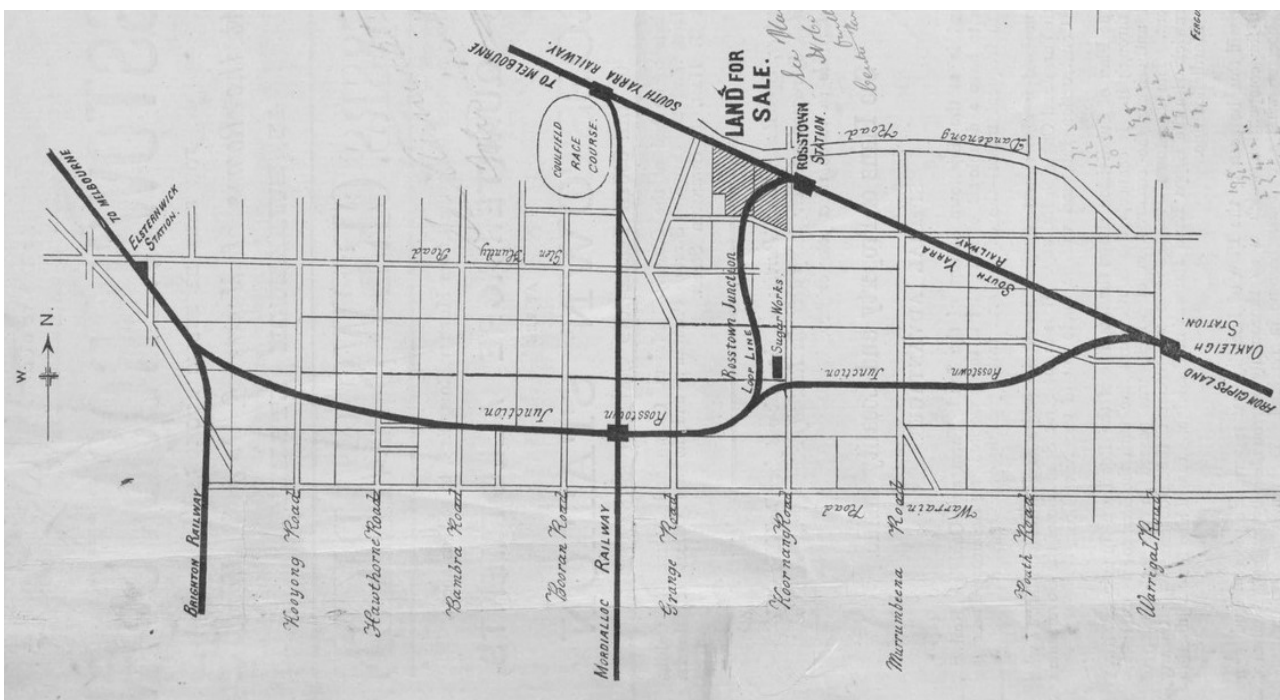 W.
N.
TO MELBOURNE
ELSTERNWICK
STATION.
BRIGHTON RAILWAY
Kooyong Road
Hawthorne Road
Bambra Road
Booran Road
MORDIALLOC RAILWAY
Grange Road
Koornang Road
Murrumbeena Road
Poath Road
Warrigal Road
Warrain Road
Glen Huntly Road
Rosstown Junction.
CAULFIELD
RACE
COURSE.
TO MELBOURNE
SOUTH YARRA RAILWAY.
LAND FOR
SALE.
See
ROSSTOWN
STATION.
Dandenong Road.
Rosstown Junction
LOOP LINE
Sugar Works
Rosstown Junction
SOUTH YARRA
RAILWAY
OAKLEIGH
STATION.
FROM GIPPS LAND